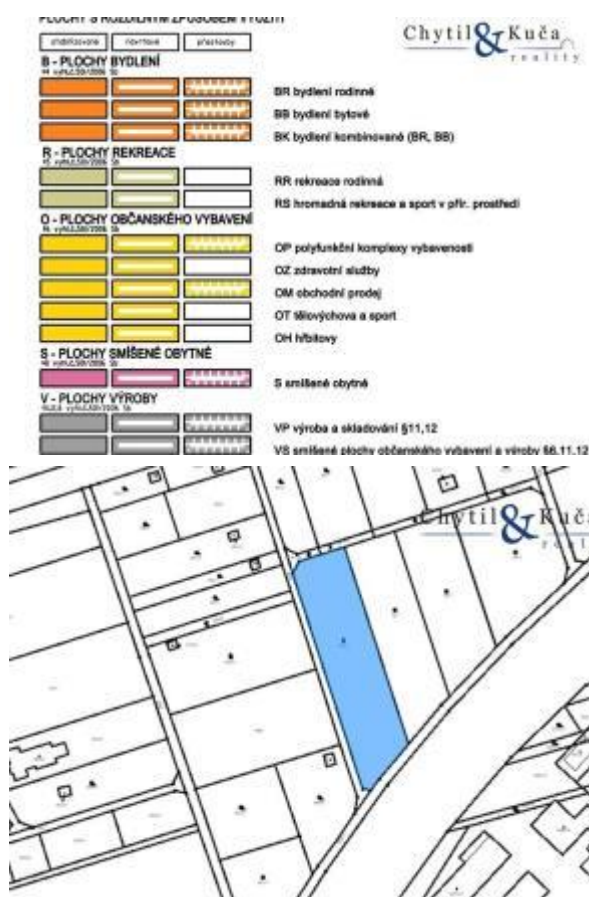 PLOCHY S ROZDÍLNÝM ZPŮSOBEM VYUŽITÍ
Chytil & Kuča
reality
stabilizované návrhové přestavby
B - PLOCHY BYDLENÍ
BR bydlení rodinné
BB bydlení bytové
BK bydlení kombinované (BR, BB)
R - PLOCHY REKREACE
RR rekreace rodinná
RS hromadná rekreace a sport v přír. prostředí
O - PLOCHY OBČANSKÉHO VYBAVENÍ
OP polyfunkční komplexy vybavenosti
OZ zdravotní služby
OM obchodní prodej
OT tělovýchova a sport
OH hřbitovy
S - PLOCHY SMÍŠENÉ OBYTNÉ
S smíšené obytné
V - PLOCHY VÝROBY
VP výroba a skladování §11,12
VS smíšené plochy občanského vybavení a výroby §6,11,12
Chytil & Kuča